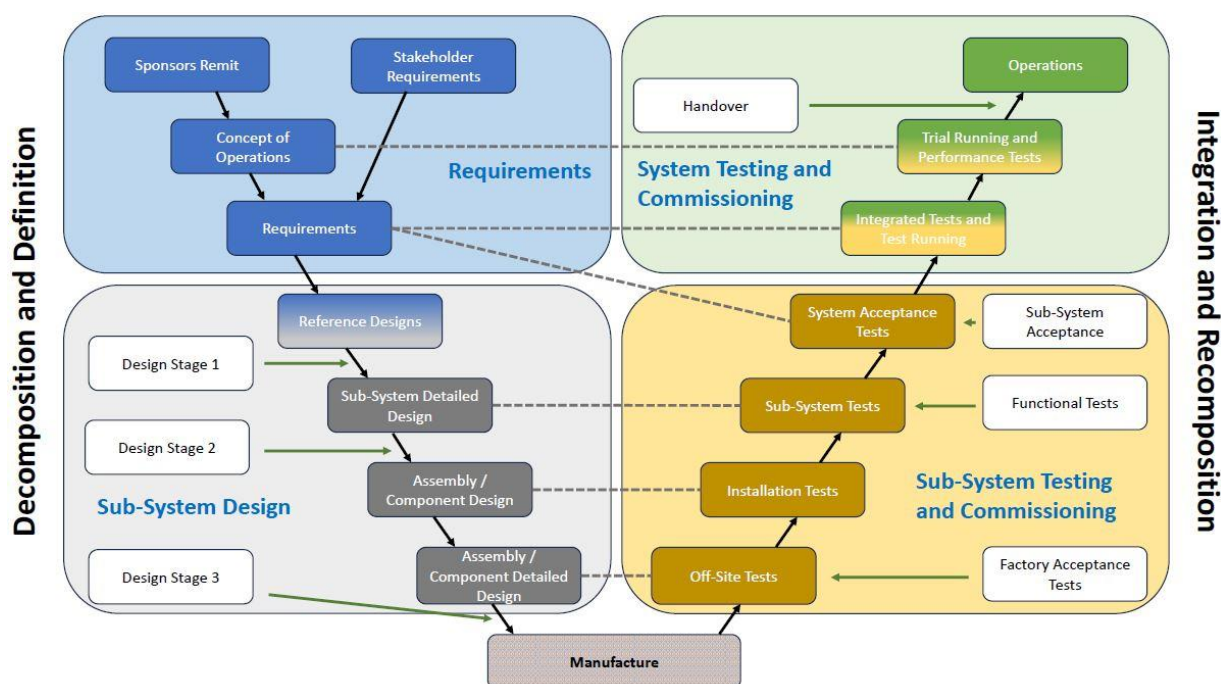 Decomposition and Definition
Sponsors Remit
Stakeholder
Requirements
Concept of
Operations
Requirements
Requirements
Reference Designs
Design Stage 1
Sub-System Detailed
Design
Design Stage 2
Assembly /
Component Design
Sub-System Design
Design Stage 3
Assembly /
Component Detailed
Design
Manufacture
Operations
Handover
Trial Running and
Performance Tests
System Testing and
Commissioning
Integrated Tests and
Test Running
System Acceptance
Tests
Sub-System
Acceptance
Sub-System Tests
Functional Tests
Installation Tests
Sub-System Testing
and Commissioning
Off-Site Tests
Factory Acceptance
Tests
Integration and Recomposition